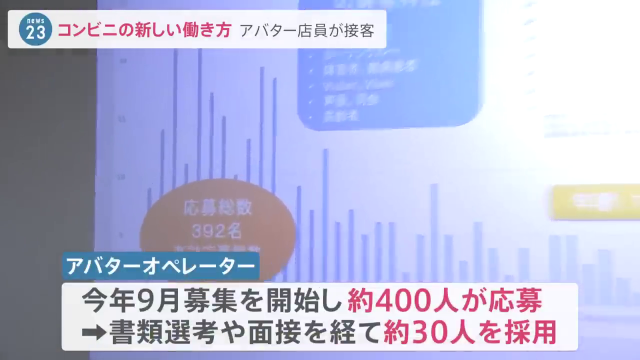 news
23
コンビニの新しい働き方 アバター店員が接客
応募総数
392名
アバターオペレーター
今年9月募集を開始し 約400人が応募
➡書類選考や面接を経て約30人を採用